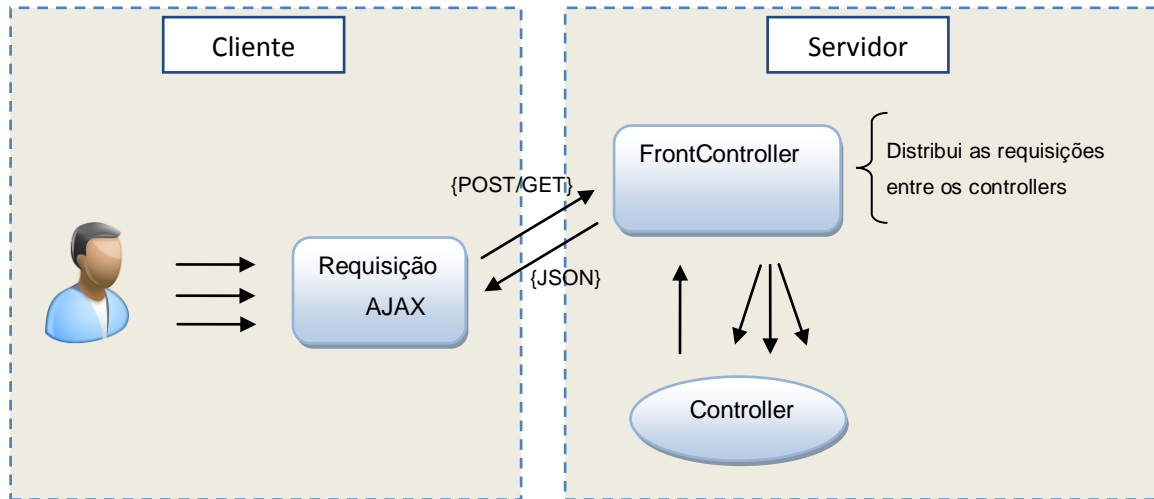 Cliente
Servidor
FrontController
Distribui as requisições
entre os controllers
{POST/GET}
Requisição
AJAX
{JSON}
Controller